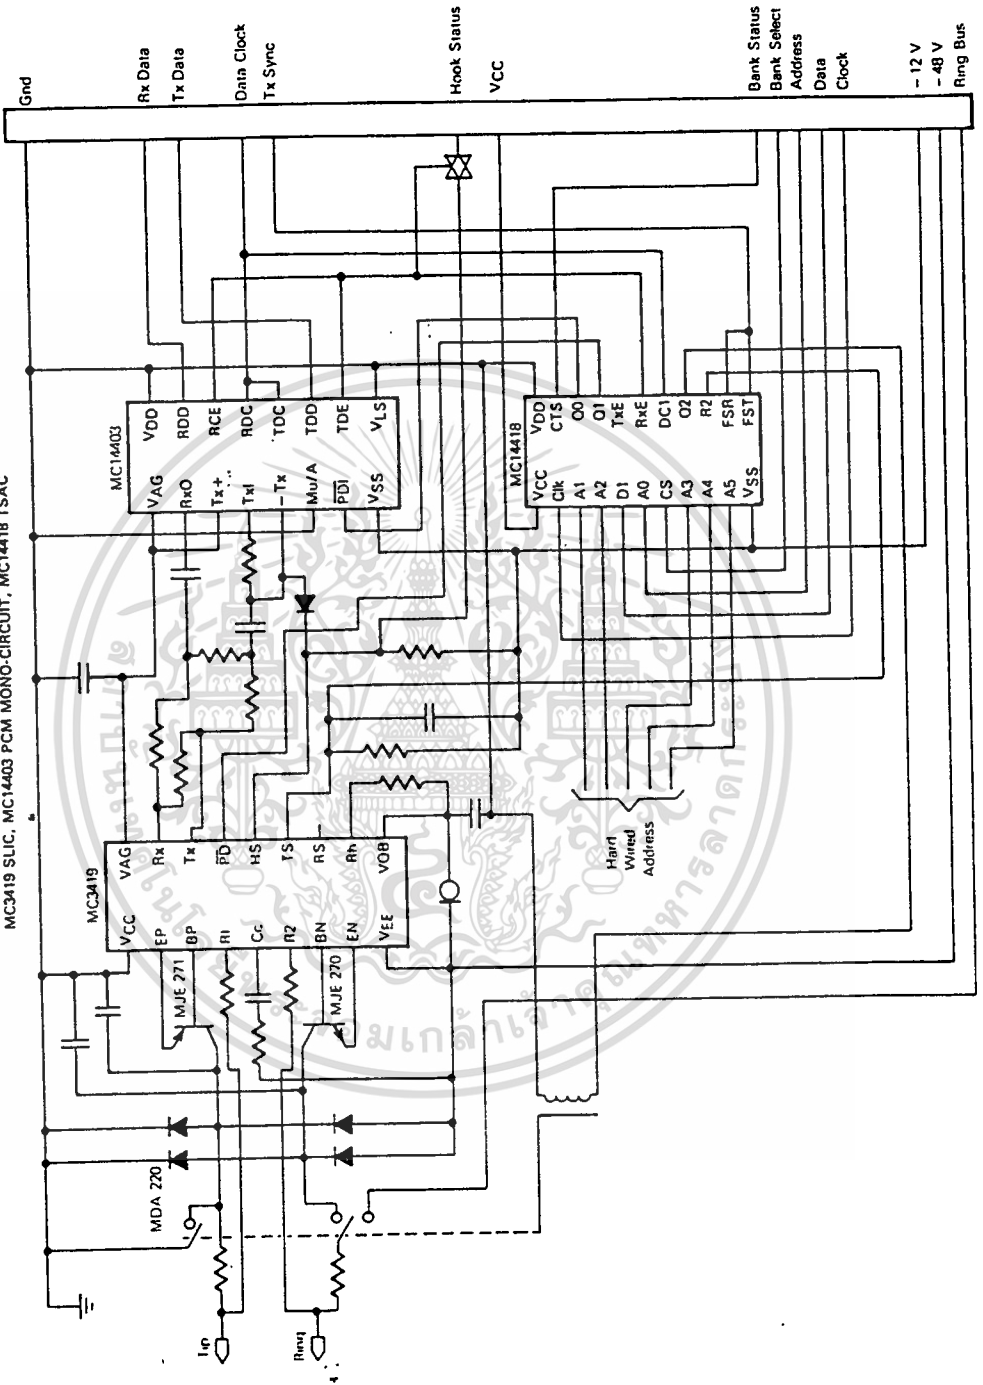 MC3419 SLIC, MC14403 PCM MONO-CIRCUIT, MC14418 TSAC
Gnd
Rx Data
Tx Data
Data Clock
Tx Sync
Hook Status
VCC
Bank Status
Bank Select
Address
Data
Clock
- 12 V
- 48 V
Ring Bus
MC14403
VAG
RxO
Tx+
TxI
-Tx
Mu/A
PDI
VSS
VDD
RDD
RCE
RDC
TDC
TDD
TDE
VLS
MC14418
VCC
Clk
A1
A2
D1
A0
CS
A3
A4
A5
VSS
VDD
CTS
Q0
Q1
TxE
RxE
DC1
Q2
R2
FSR
FST
MC3419
VCC
EP
BP
R1
Cc
R2
BN
EN
VEE
VAG
Rx
Tx
PD
HS
TS
RS
Rh
VQB
MJE 271
MJE 270
MDA 220
Hard
Wired
Address
Tip
Ring